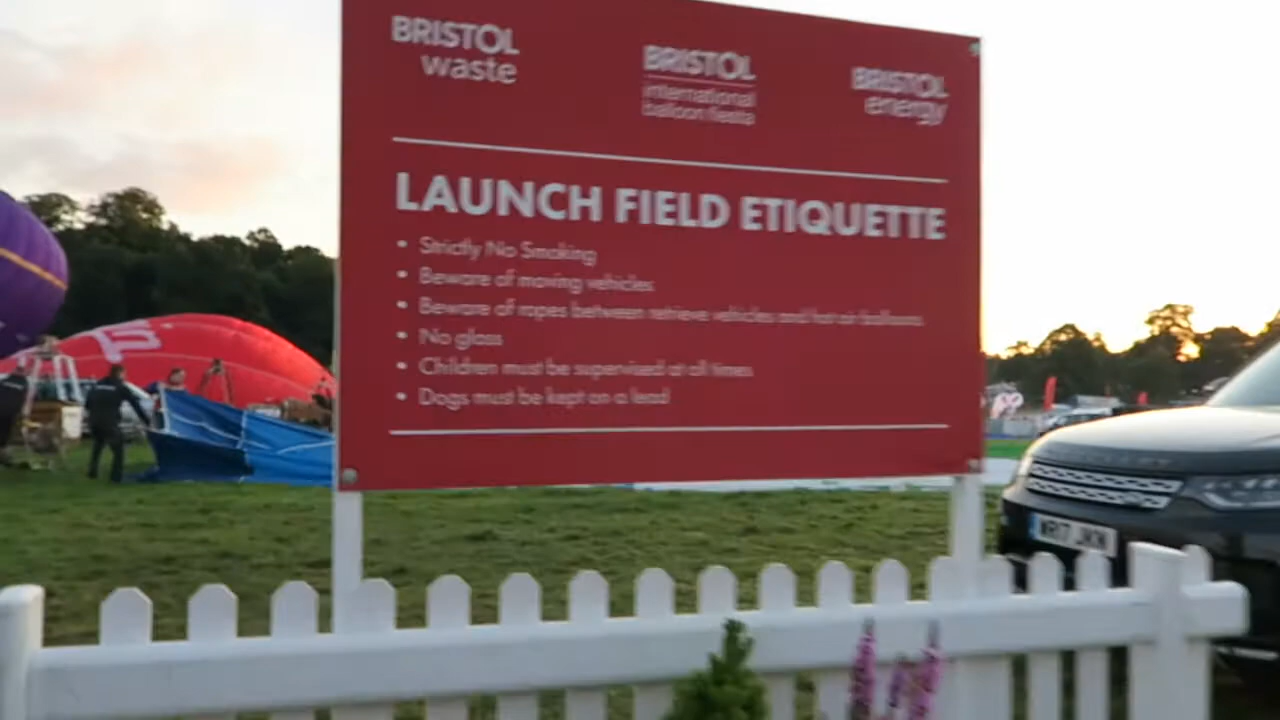 BRISTOL
waste
BRISTOL
international
balloon fiesta
BRISTOL
energy
LAUNCH FIELD ETIQUETTE
• Strictly No Smoking
• Beware of moving vehicles
• Beware of ropes between retrieve vehicles and hot air balloons
• No glass
• Children must be supervised at all times
• Dogs must be kept on a lead
WR17 JKN